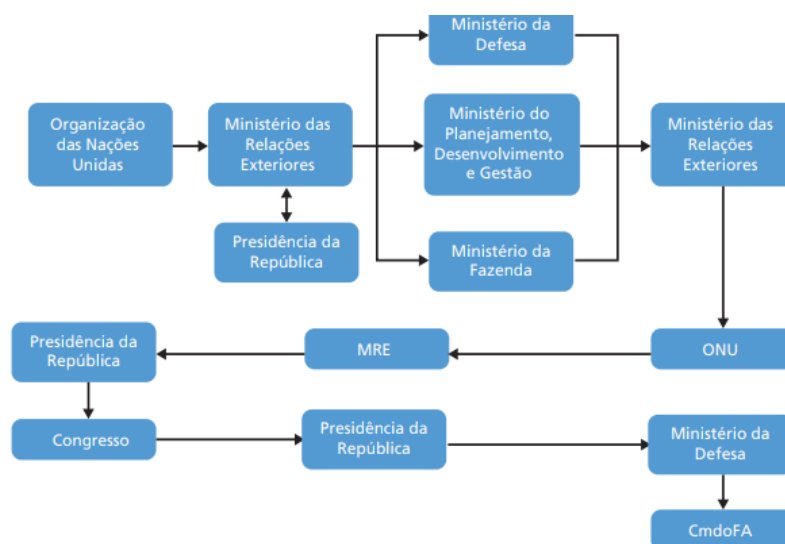 Ministério da
Defesa
Organização
das Nações
Unidas
Ministério das
Relações
Exteriores
Ministério do
Planejamento,
Desenvolvimento
e Gestão
Ministério das
Relações
Exteriores
Presidência da
República
Ministério da
Fazenda
Presidência da
República
MRE
ONU
Congresso
Presidência da
República
Ministério da
Defesa
CmdoFA